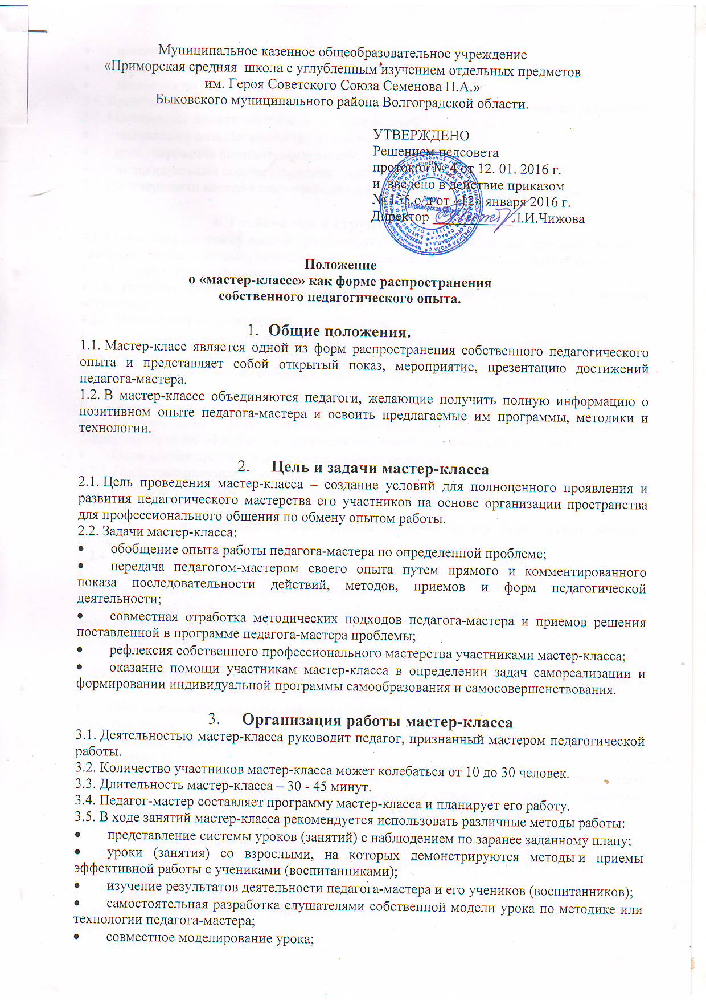 Муниципальное казенное общеобразовательное учреждение
«Приморская средняя школа с углубленным изучением отдельных предметов
им. Героя Советского Союза Семенова П.А.»
Быковского муниципального района Волгоградской области.
УТВЕРЖДЕНО
Решением педсовета
протокол № 4 от 12. 01. 2016 г.
и введено в действие приказом
№ 135 о/д от «12» января 2016 г.
Директор ___________Л.И.Чижова
МКОУ
«Приморская СШ
Положение
о «мастер-классе» как форме распространения
собственного педагогического опыта.
1. Общие положения.
1.1. Мастер-класс является одной из форм распространения собственного педагогического
опыта и представляет собой открытый показ, мероприятие, презентацию достижений
педагога-мастера.
1.2. В мастер-классе объединяются педагоги, желающие получить полную информацию о
позитивном опыте педагога-мастера и освоить предлагаемые им программы, методики и
технологии.
2. Цель и задачи мастер-класса
2.1. Цель проведения мастер-класса – создание условий для полноценного проявления и
развития педагогического мастерства его участников на основе организации пространства
для профессионального общения по обмену опытом работы.
2.2. Задачи мастер-класса:
• обобщение опыта работы педагога-мастера по определенной проблеме;
• передача педагогом-мастером своего опыта путем прямого и комментированного
показа последовательности действий, методов, приемов и форм педагогической
деятельности;
• совместная отработка методических подходов педагога-мастера и приемов решения
поставленной в программе педагога-мастера проблемы;
• рефлексия собственного профессионального мастерства участниками мастер-класса;
• оказание помощи участникам мастер-класса в определении задач самореализации и
формировании индивидуальной программы самообразования и самосовершенствования.
3. Организация работы мастер-класса
3.1. Деятельностью мастер-класса руководит педагог, признанный мастером педагогической
работы.
3.2. Количество участников мастер-класса может колебаться от 10 до 30 человек.
3.3. Длительность мастер-класса – 30 - 45 минут.
3.4. Педагог-мастер составляет программу мастер-класса и планирует его работу.
3.5. В ходе занятий мастер-класса рекомендуется использовать различные методы работы:
• представление системы уроков (занятий) с наблюдением по заранее заданному плану;
• уроки (занятия) со взрослыми, на которых демонстрируются методы и приемы
эффективной работы с учениками (воспитанниками);
• изучение результатов деятельности педагога-мастера и его учеников (воспитанников);
• самостоятельная разработка слушателями собственной модели урока по методике или
технологии педагога-мастера;
• совместное моделирование урока;